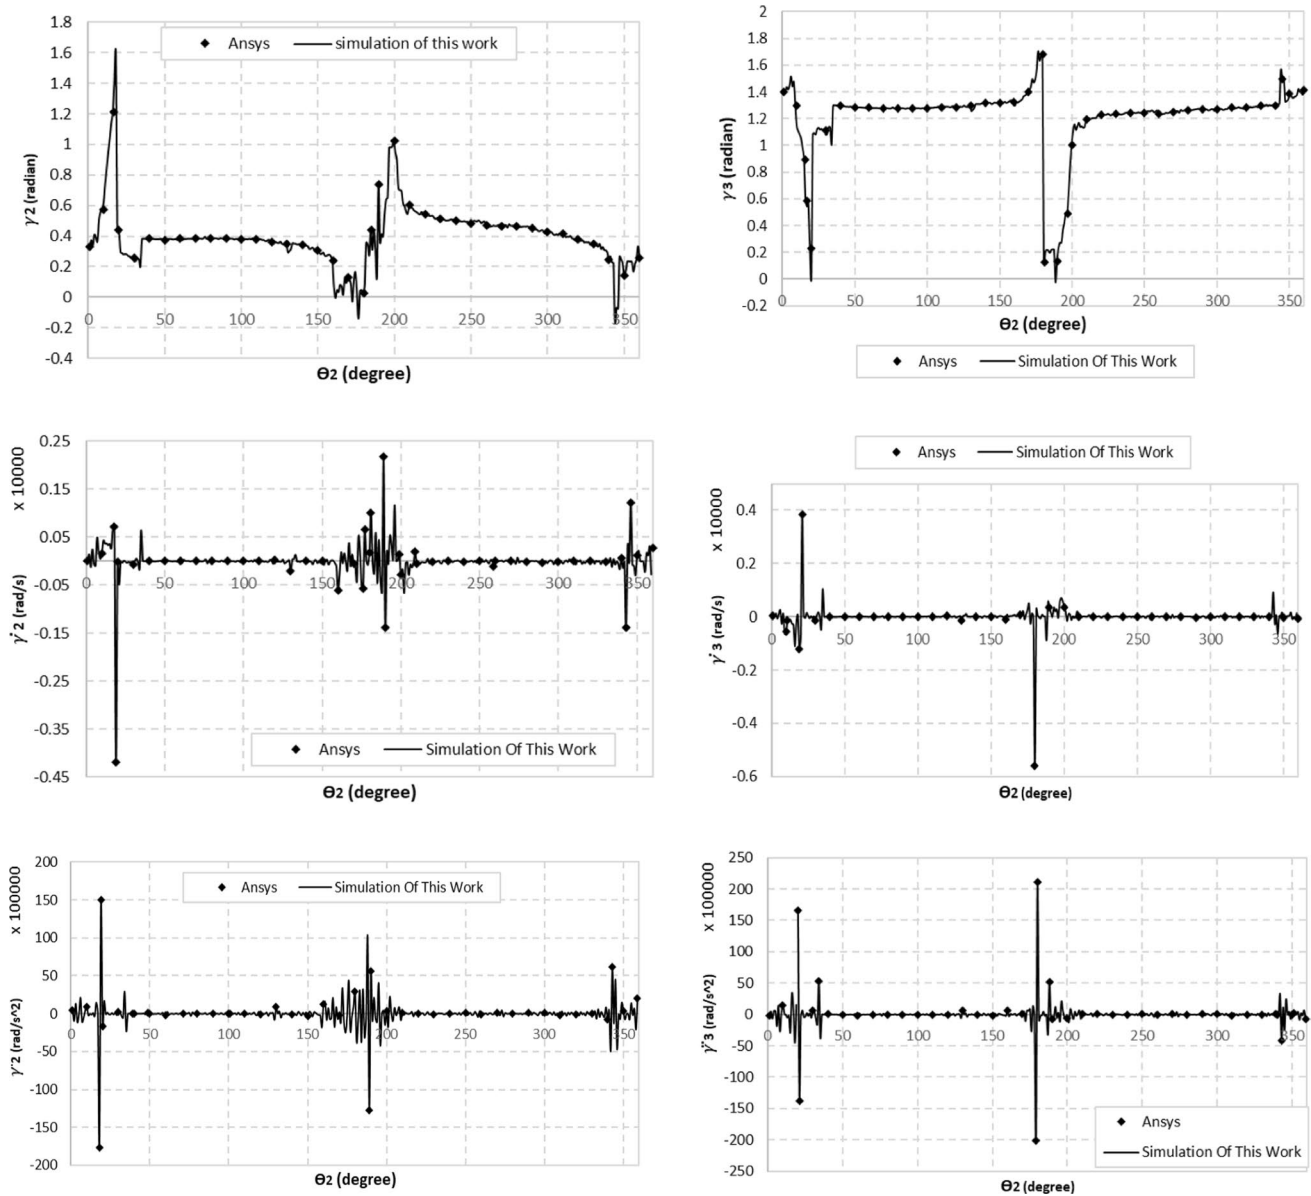 1.8
1.6
1.4
1.2
1
0.8
0.6
0.4
0.2
0
-0.2
-0.4
Ansys simulation of this work
0 50 100 150 200 250 300 350
γ 2 (radian)
ϴ2 (degree)
2
1.8
1.6
1.4
1.2
1
0.8
0.6
0.4
0.2
0
-0.2
0 50 100 150 200 250 300 350
γ 3 (radian)
ϴ2 (degree)
Ansys Simulation Of This Work
x 10000
0.25
0.15
0.05
-0.05
-0.15
-0.25
-0.35
-0.45
0 50 100 150 200 250 300 350
γ̇ 2 (rad/s)
Ansys Simulation Of This Work
ϴ2 (degree)
Ansys Simulation Of This Work
x 10000
0.4
0.2
0
-0.2
-0.4
-0.6
0 50 100 150 200 250 300 350
γ̇ 3 (rad/s)
ϴ2 (degree)
x 100000
200
150
100
50
0
-50
-100
-150
-200
Ansys Simulation Of This Work
0 50 100 150 200 250 300 350
γ̈ 2 (rad/s^2)
ϴ2 (degree)
x 100000
250
200
150
100
50
0
-50
-100
-150
-200
-250
0 50 100 150 200 250 300 350
γ̈ 3 (rad/s^2)
Ansys
Simulation Of This Work
ϴ2 (degree)